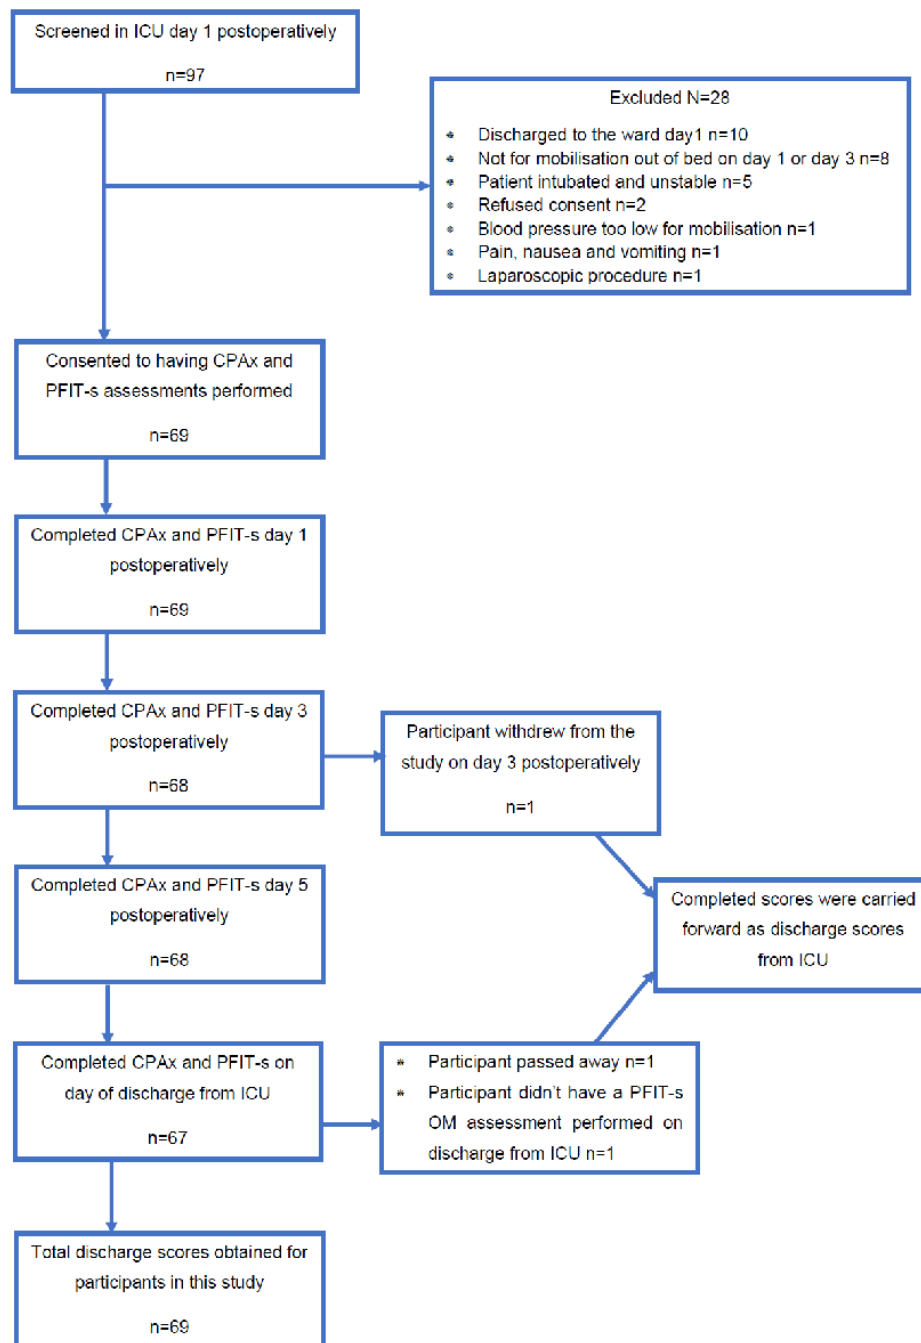 Screened in ICU day 1 postoperatively
n=97
Excluded N=28
* Discharged to the ward day1 n=10
* Not for mobilisation out of bed on day 1 or day 3 n=8
* Patient intubated and unstable n=5
* Refused consent n=2
* Blood pressure too low for mobilisation n=1
* Pain, nausea and vomiting n=1
* Laparoscopic procedure n=1
Consented to having CPAx and
PFIT-s assessments performed
n=69
Completed CPAx and PFIT-s day 1
postoperatively
n=69
Completed CPAx and PFIT-s day 3
postoperatively
n=68
Participant withdrew from the
study on day 3 postoperatively
n=1
Completed CPAx and PFIT-s day 5
postoperatively
n=68
Completed scores were carried
forward as discharge scores
from ICU
Completed CPAx and PFIT-s on
day of discharge from ICU
n=67
* Participant passed away n=1
* Participant didn't have a PFIT-s
OM assessment performed on
discharge from ICU n=1
Total discharge scores obtained for
participants in this study
n=69